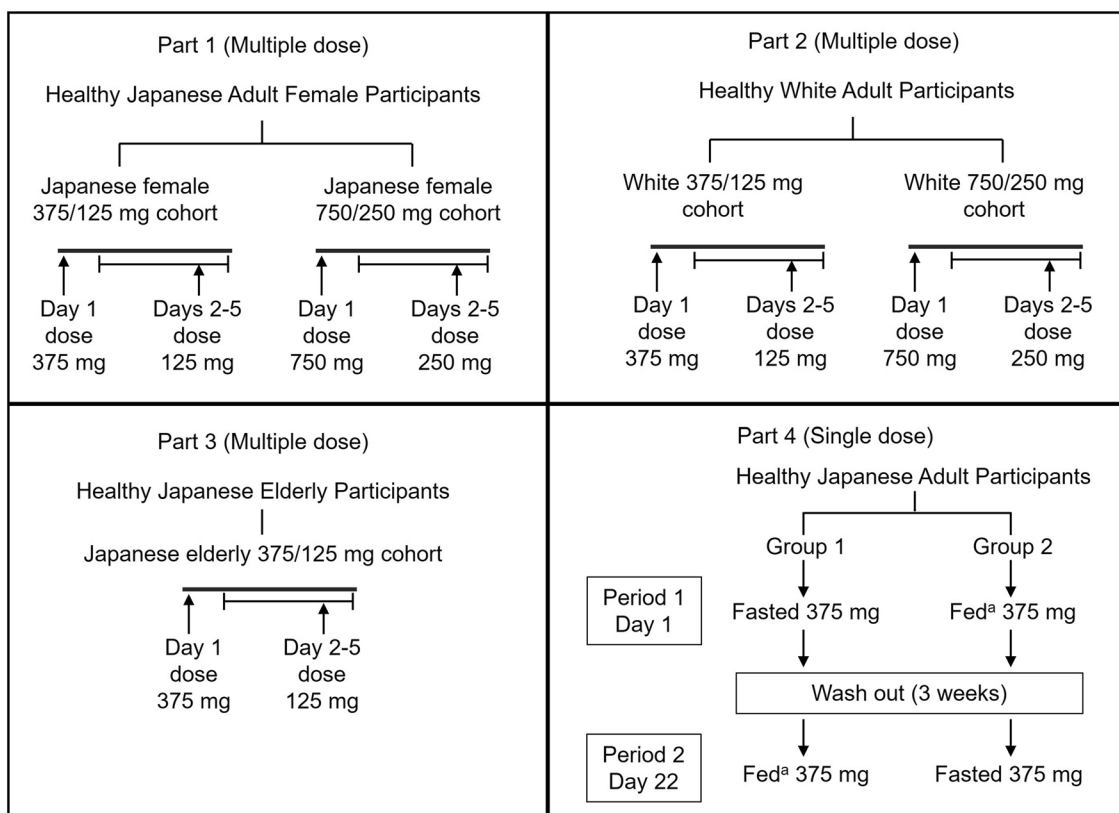 Part 1 (Multiple dose)
Healthy Japanese Adult Female Participants
Japanese female
375/125 mg cohort
Japanese female
750/250 mg cohort
Day 1
dose
375 mg
Days 2-5
dose
125 mg
Day 1
dose
750 mg
Days 2-5
dose
250 mg
Part 2 (Multiple dose)
Healthy White Adult Participants
White 375/125 mg
cohort
White 750/250 mg
cohort
Day 1
dose
375 mg
Days 2-5
dose
125 mg
Day 1
dose
750 mg
Days 2-5
dose
250 mg
Part 3 (Multiple dose)
Healthy Japanese Elderly Participants
Japanese elderly 375/125 mg cohort
Day 1
dose
375 mg
Day 2-5
dose
125 mg
Part 4 (Single dose)
Healthy Japanese Adult Participants
Group 1
Group 2
Period 1
Day 1
Fasted 375 mg
Fedᵃ 375 mg
Wash out (3 weeks)
Period 2
Day 22
Fedᵃ 375 mg
Fasted 375 mg